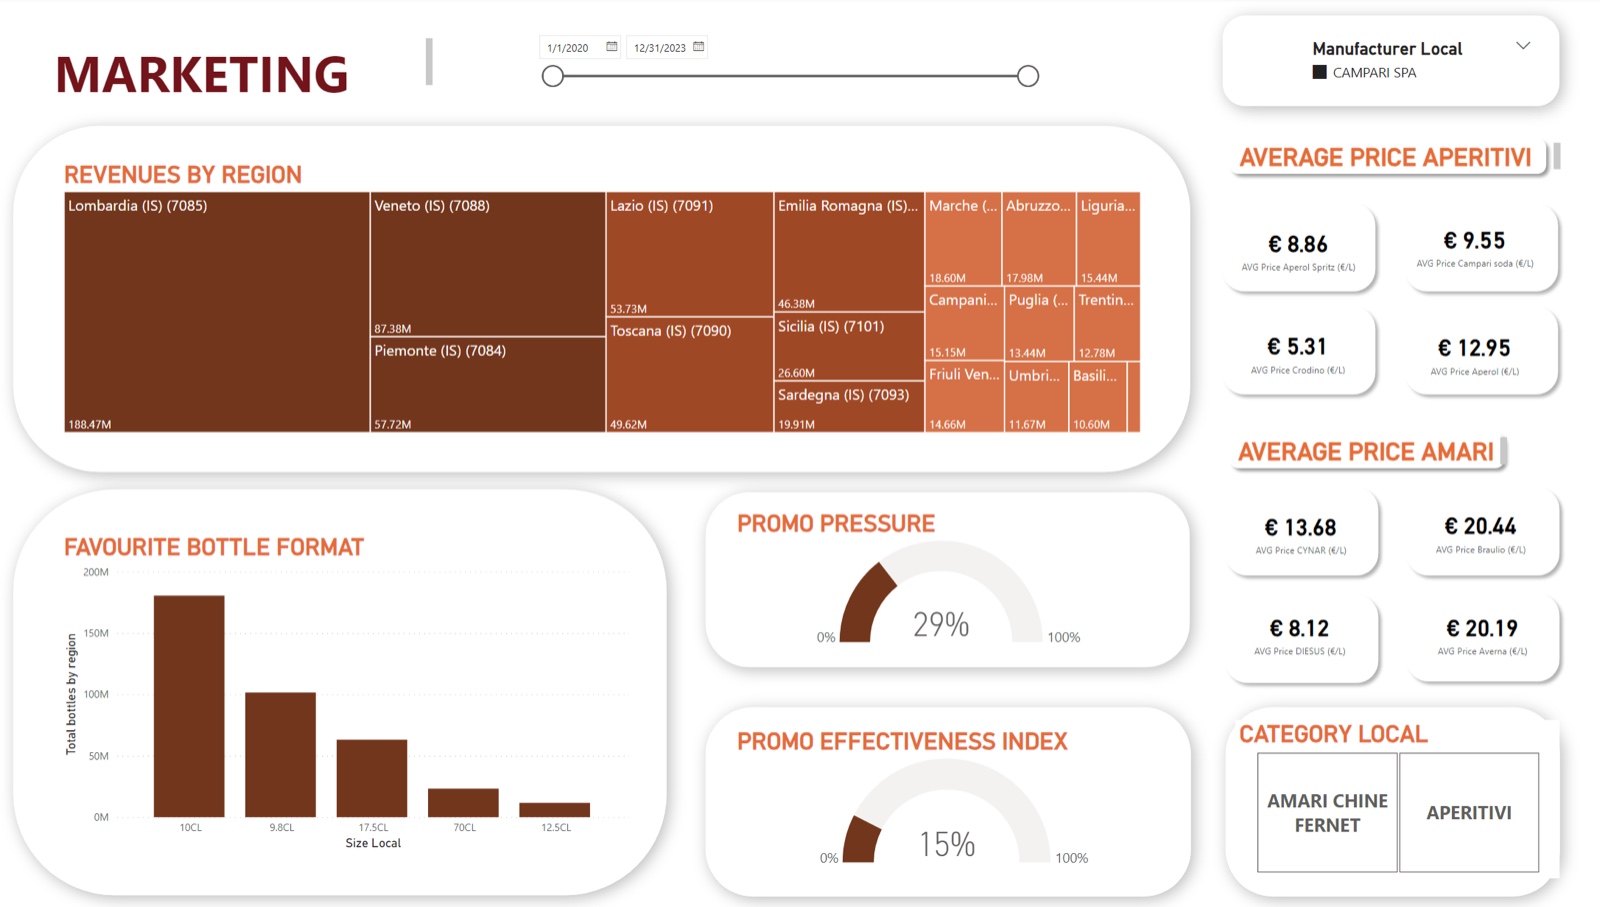 MARKETING
1/1/2020
12/31/2023
Manufacturer Local
CAMPARI SPA
REVENUES BY REGION
Lombardia (IS) (7085)
188.47M
Veneto (IS) (7088)
87.38M
Piemonte (IS) (7084)
57.72M
Lazio (IS) (7091)
53.73M
Toscana (IS) (7090)
49.62M
Emilia Romagna (IS)...
46.38M
Sicilia (IS) (7101)
26.60M
Sardegna (IS) (7093)
19.91M
Marche (...
18.60M
Abruzzo...
17.98M
Liguria...
15.44M
Campani...
15.15M
Puglia (...
13.44M
Trentin...
12.78M
Friuli Ven...
14.66M
Umbri...
11.67M
Basili...
10.60M
AVERAGE PRICE APERITIVI
€ 8.86
AVG Price Aperol Spritz (€/L)
€ 9.55
AVG Price Campari soda (€/L)
€ 5.31
AVG Price Crodino (€/L)
€ 12.95
AVG Price Aperol (€/L)
AVERAGE PRICE AMARI
€ 13.68
AVG Price CYNAR (€/L)
€ 20.44
AVG Price Braulio (€/L)
€ 8.12
AVG Price DIESUS (€/L)
€ 20.19
AVG Price Averna (€/L)
FAVOURITE BOTTLE FORMAT
Total bottles by region
200M
150M
100M
50M
0M
10CL
9.8CL
17.5CL
70CL
12.5CL
Size Local
PROMO PRESSURE
29%
0%
100%
PROMO EFFECTIVENESS INDEX
15%
0%
100%
CATEGORY LOCAL
AMARI CHINE
FERNET
APERITIVI